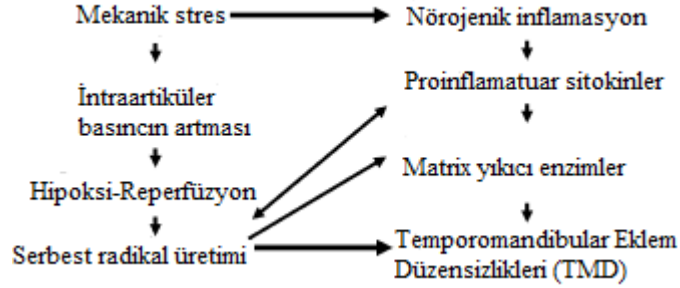 Mekanik stres
Nörojenik inflamasyon
Proinflamatuar sitokinler
İntraartiküler
basıncın artması
Matrix yıkıcı enzimler
Hipoksi-Reperfüzyon
Serbest radikal üretimi
Temporomandibular Eklem
Düzensizlikleri (TMD)